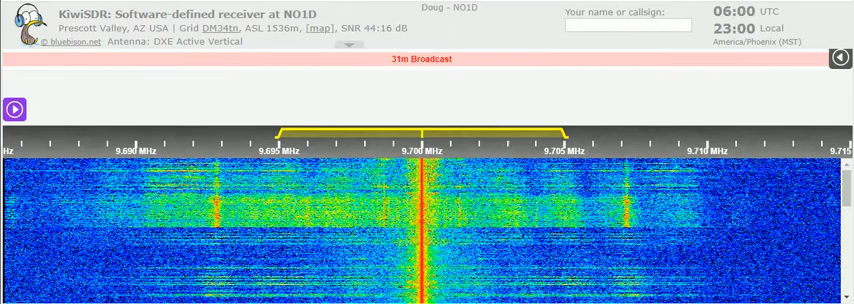 KiwiSDR: Software-defined receiver at NO1D
Prescott Valley, AZ USA | Grid DM34tn, ASL 1536m, [map], SNR 44:16 dB
© bluebison.net Antenna: DXE Active Vertical
Doug - NO1D
Your name or callsign:
06:00 UTC
23:00 Local
America/Phoenix (MST)
31m Broadcast
Hz 9.690 MHz 9.695 MHz 9.700 MHz 9.705 MHz 9.710 MHz 9.715